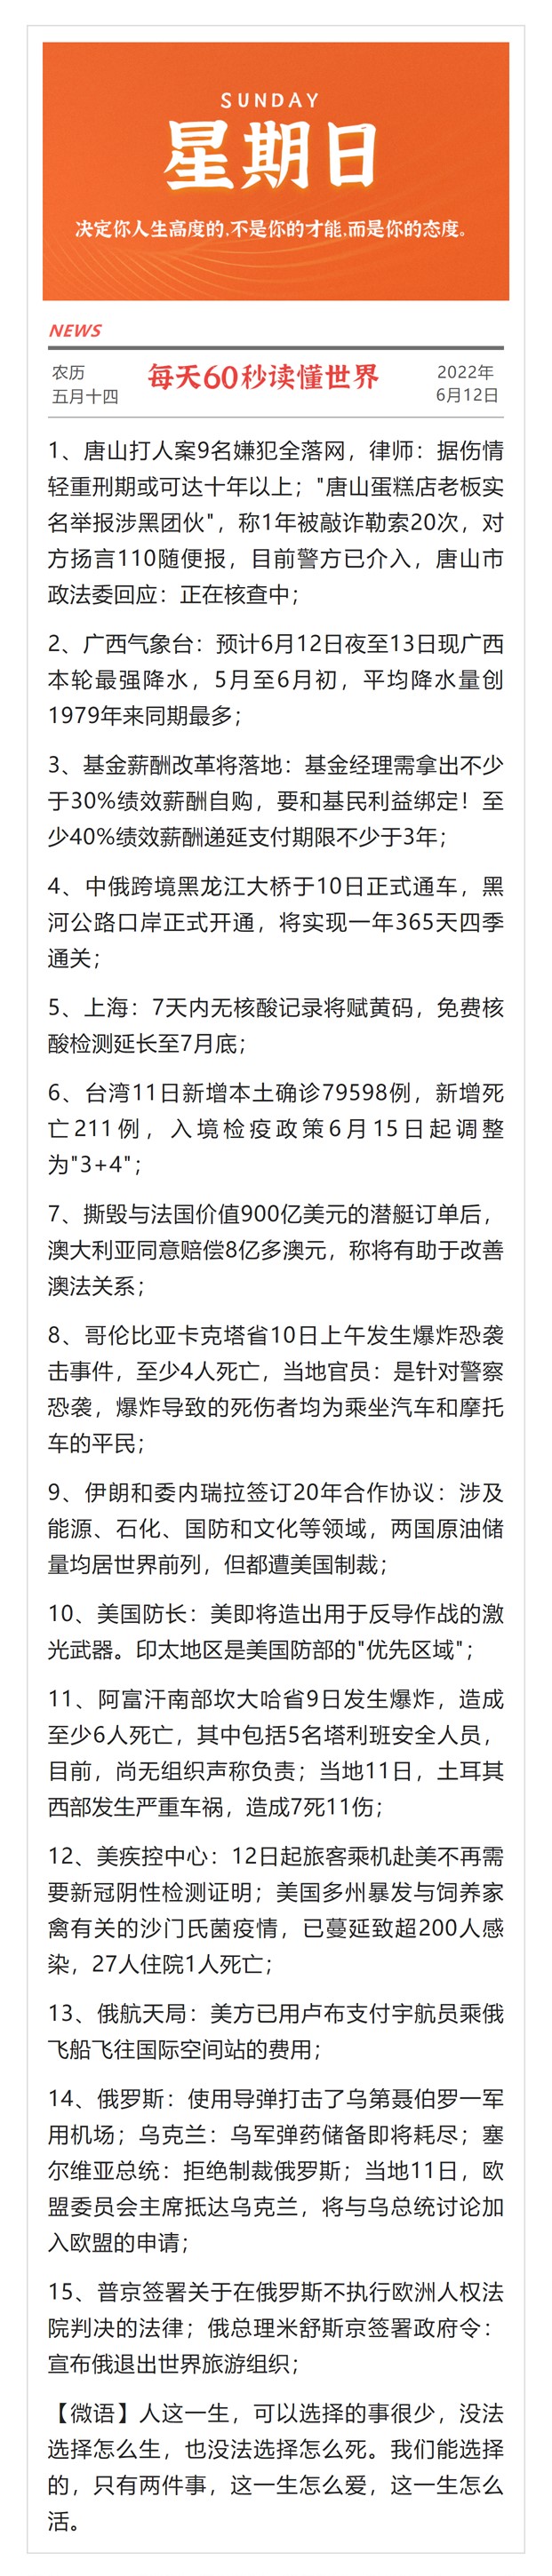 SUNDAY
星期日
决定你人生高度的,不是你的才能,而是你的态度。
NEWS
农历
五月十四
每天60秒读懂世界
2022年
6月12日
1、唐山打人案9名嫌犯全落网，律师：据伤情
轻重刑期或可达十年以上；"唐山蛋糕店老板实
名举报涉黑团伙"，称1年被敲诈勒索20次，对
方扬言110随便报，目前警方已介入，唐山市
政法委回应：正在核查中；
2、广西气象台：预计6月12日夜至13日现广西
本轮最强降水，5月至6月初，平均降水量创
1979年来同期最多；
3、基金薪酬改革将落地：基金经理需拿出不少
于30%绩效薪酬自购，要和基民利益绑定！至
少40%绩效薪酬递延支付期限不少于3年；
4、中俄跨境黑龙江大桥于10日正式通车，黑
河公路口岸正式开通，将实现一年365天四季
通关；
5、上海：7天内无核酸记录将赋黄码，免费核
酸检测延长至7月底；
6、台湾11日新增本土确诊79598例，新增死
亡211例，入境检疫政策6月15日起调整
为"3+4"；
7、撕毁与法国价值900亿美元的潜艇订单后，
澳大利亚同意赔偿8亿多澳元，称将有助于改善
澳法关系；
8、哥伦比亚卡克塔省10日上午发生爆炸恐袭
击事件，至少4人死亡，当地官员：是针对警察
恐袭，爆炸导致的死伤者均为乘坐汽车和摩托
车的平民；
9、伊朗和委内瑞拉签订20年合作协议：涉及
能源、石化、国防和文化等领域，两国原油储
量均居世界前列，但都遭美国制裁；
10、美国防长：美即将造出用于反导作战的激
光武器。印太地区是美国防部的"优先区域"；
11、阿富汗南部坎大哈省9日发生爆炸，造成
至少6人死亡，其中包括5名塔利班安全人员，
目前，尚无组织声称负责；当地11日，土耳其
西部发生严重车祸，造成7死11伤；
12、美疾控中心：12日起旅客乘机赴美不再需
要新冠阴性检测证明；美国多州暴发与饲养家
禽有关的沙门氏菌疫情，已蔓延致超200人感
染，27人住院1人死亡；
13、俄航天局：美方已用卢布支付宇航员乘俄
飞船飞往国际空间站的费用；
14、俄罗斯：使用导弹打击了乌第聂伯罗一军
用机场；乌克兰：乌军弹药储备即将耗尽；塞
尔维亚总统：拒绝制裁俄罗斯；当地11日，欧
盟委员会主席抵达乌克兰，将与乌总统讨论加
入欧盟的申请；
15、普京签署关于在俄罗斯不执行欧洲人权法
院判决的法律；俄总理米舒斯京签署政府令：
宣布俄退出世界旅游组织；
【微语】人这一生，可以选择的事很少，没法
选择怎么生，也没法选择怎么死。我们能选择
的，只有两件事，这一生怎么爱，这一生怎么
活。